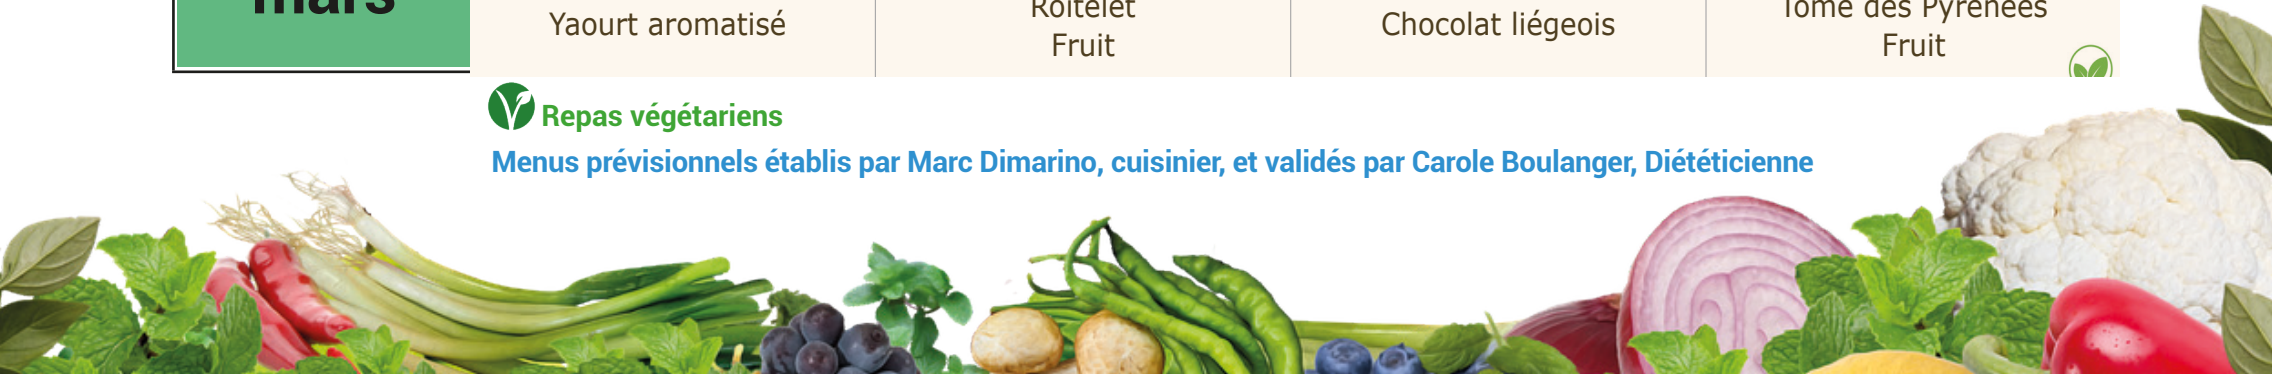 mars
Yaourt aromatisé
Roitelet
Fruit
Chocolat liégeois
Tome des Pyrénées
Fruit
Repas végétariens
Menus prévisionnels établis par Marc Dimarino, cuisinier, et validés par Carole Boulanger, Diététicienne